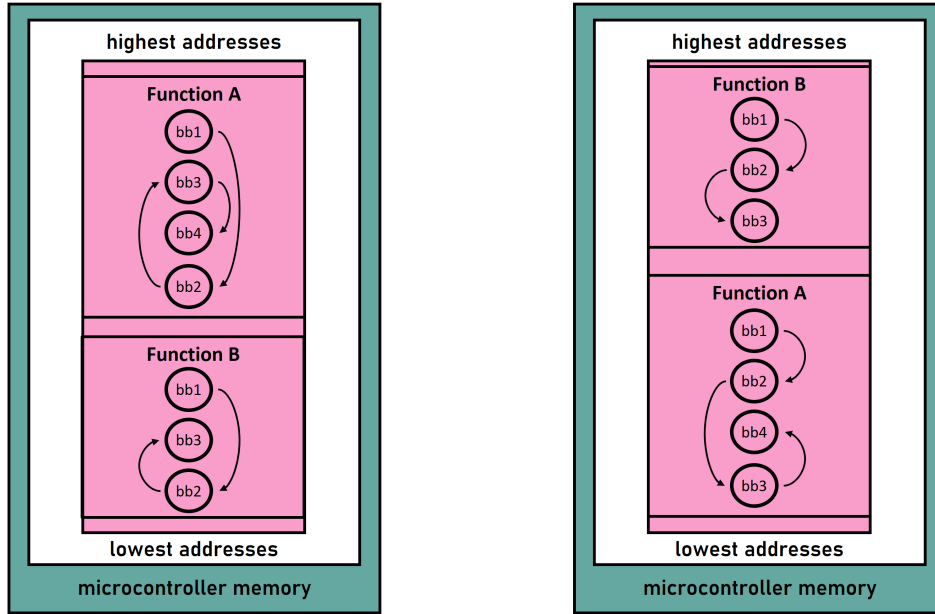 highest addresses
Function A
bb1
bb3
bb4
bb2
Function B
bb1
bb3
bb2
lowest addresses
microcontroller memory
highest addresses
Function B
bb1
bb2
bb3
Function A
bb1
bb2
bb4
bb3
lowest addresses
microcontroller memory